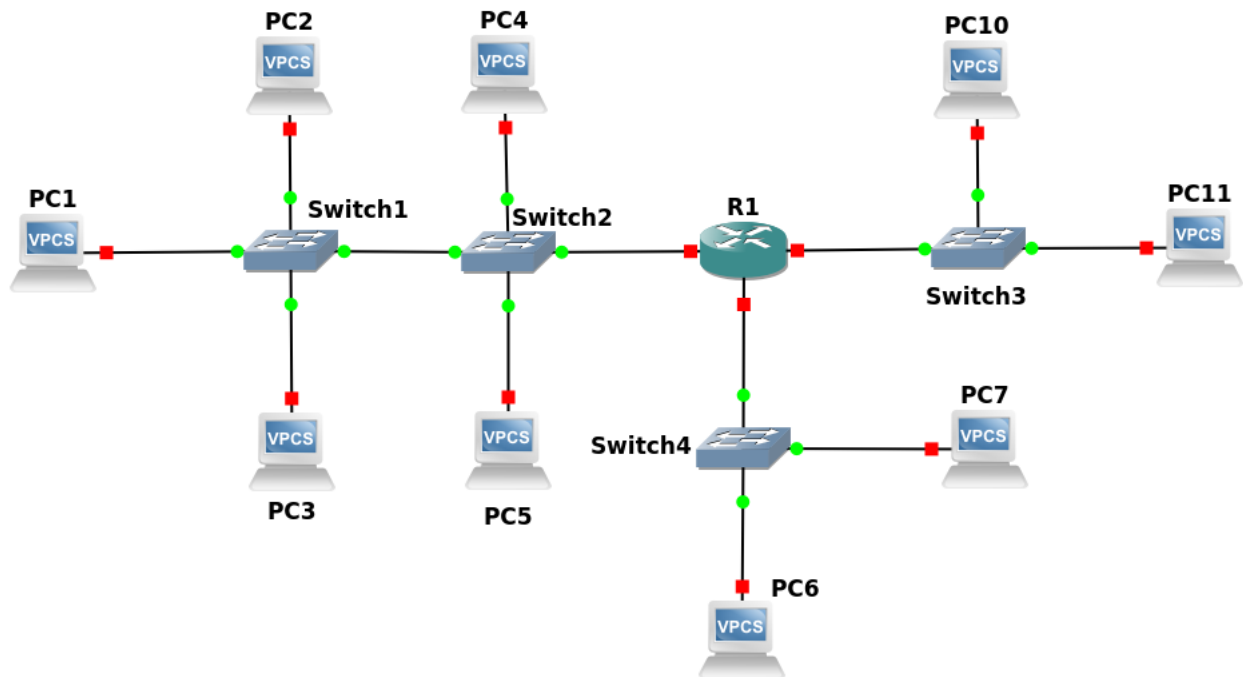 PC2
VPCS
PC4
VPCS
PC10
VPCS
PC1
VPCS
Switch1
Switch2
R1
PC11
VPCS
Switch3
VPCS
PC3
VPCS
PC5
Switch4
PC7
VPCS
PC6
VPCS